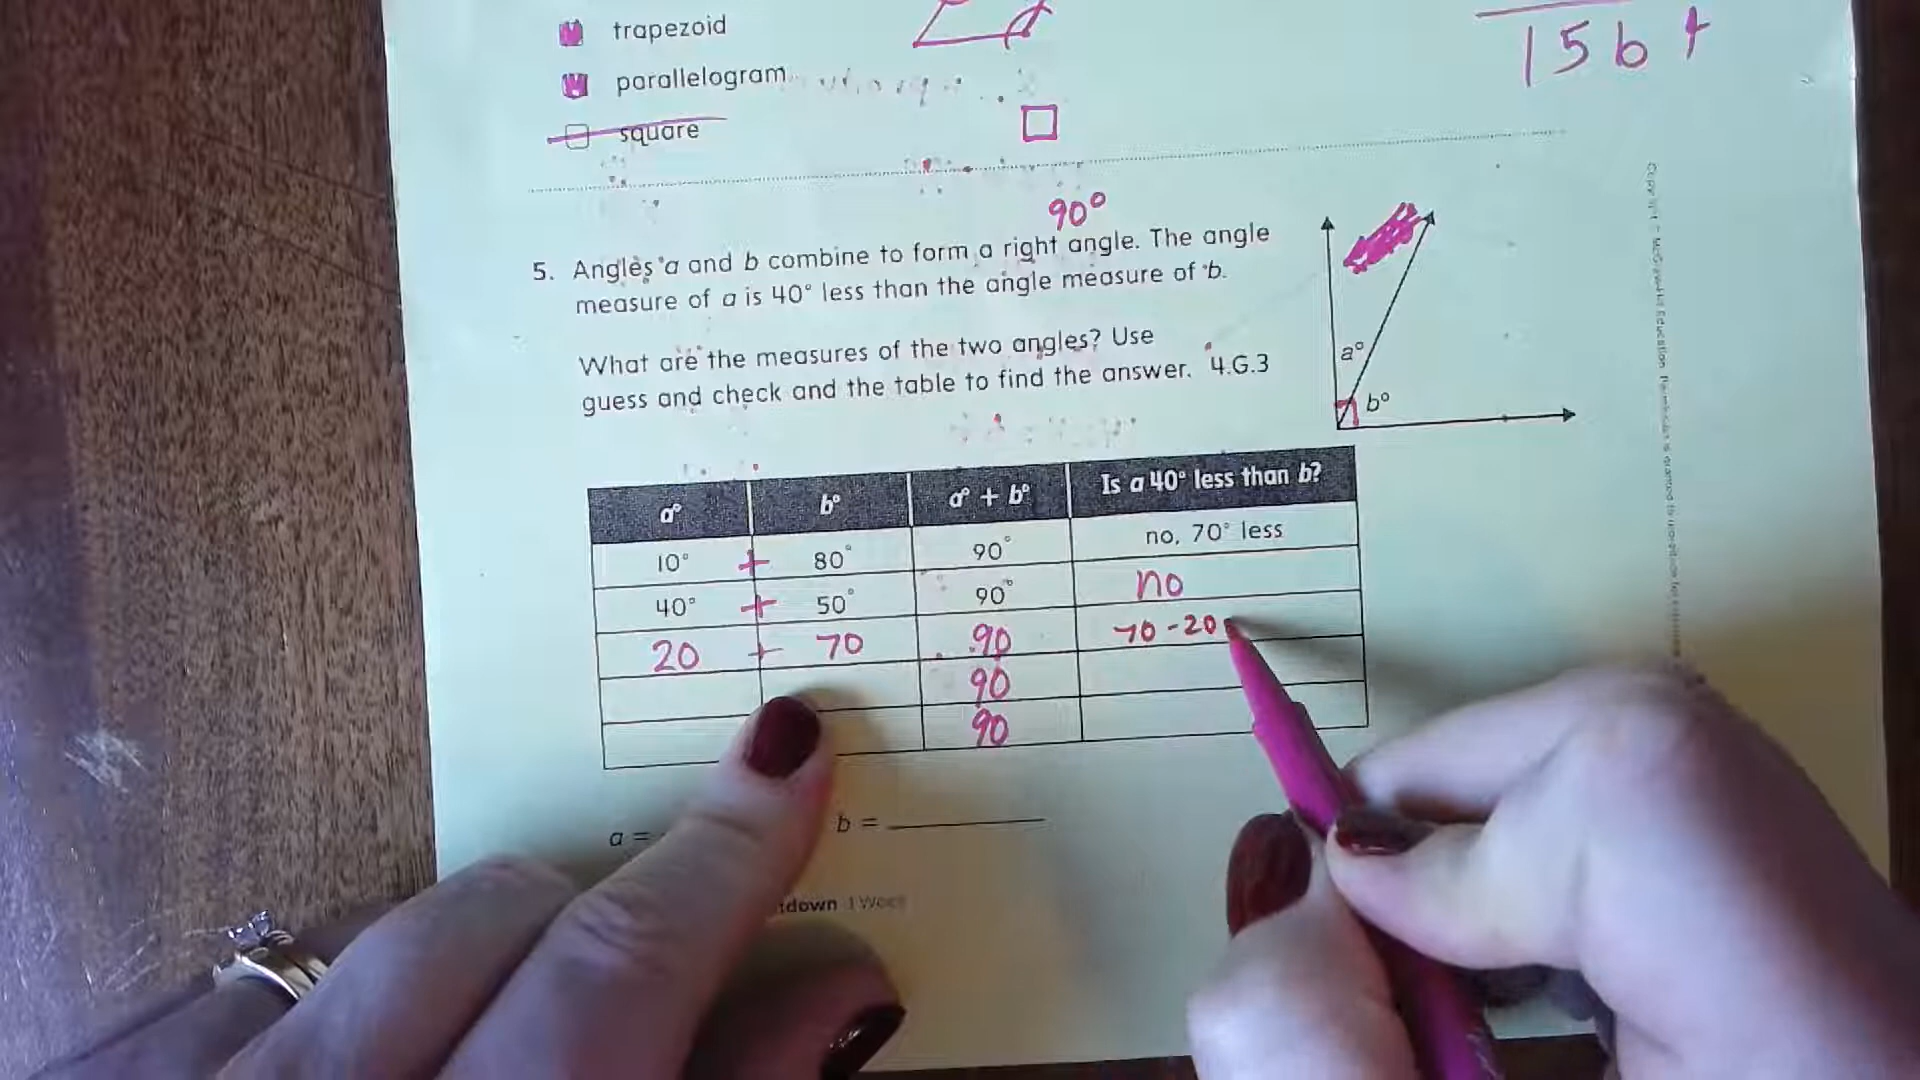 trapezoid
parallelogram
square
156
90°
5. Angles a and b combine to form a right angle. The angle
measure of a is 40° less than the angle measure of b.
What are the measures of the two angles? Use
guess and check and the table to find the answer. 4.G.3
a°
b°
a° b° a° + b° Is a 40° less than b?
10° + 80° 90° no, 70° less
40° + 50° 90° no
20 + 70 90 70 - 20
90
90
a = b =